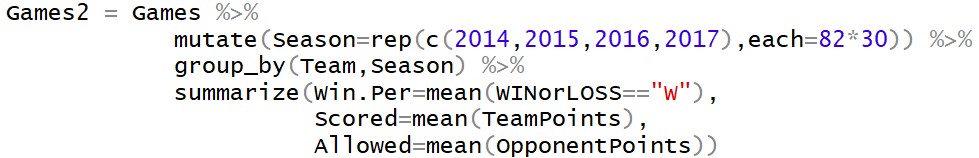 Games2 = Games %>%
mutate(Season=rep(c(2014,2015,2016,2017),each=82*30)) %>%
group_by(Team,Season) %>%
summarize(Win.Per=mean(WINorLOSS=="W"),
Scored=mean(TeamPoints),
Allowed=mean(OpponentPoints))